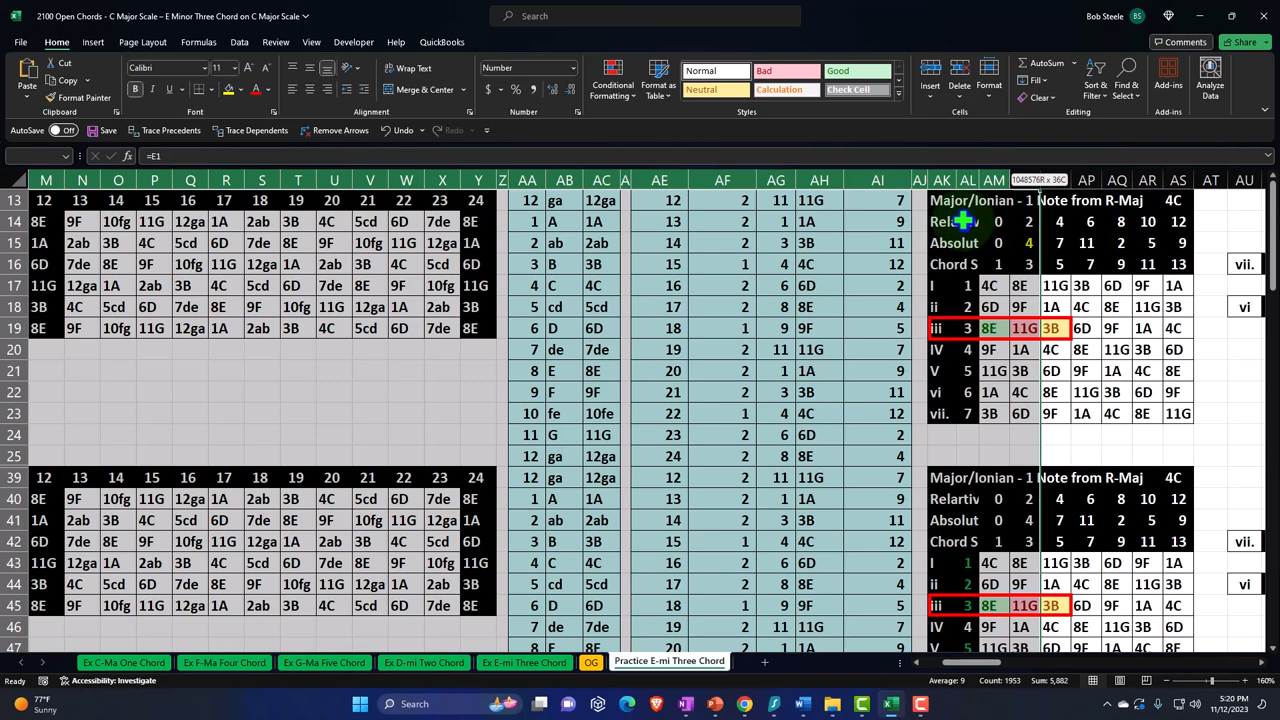 2100 Open Chords - C Major Scale – E Minor Three Chord on C Major Scale
Search
Bob Steele BS
File Home Insert Page Layout Formulas Data Review View Developer Help QuickBooks Comments Share
Cut Calibri 11 Wrap Text Number Normal Bad Good AutoSum
Paste Copy Conditional Formatting Format as Table Insert Delete Format Fill Sort & Filter Find & Select Add-ins Analyze Data
Format Painter Merge & Center Neutral Calculation Check Cell Clear
Clipboard Font Alignment Number Styles Cells Editing Add-ins
AutoSave Off Save Trace Precedents Trace Dependents Remove Arrows Undo
=E1
M N O P Q R S T U V W X Y Z AA AB AC A AE AF AG AH AI AJ AK AL AM 1048576R x 36C AP AQ AR AS AT AU
13 12 13 14 15 16 17 18 19 20 21 22 23 24 12 ga 12ga 12 2 11 11G 7 Major/Ionian - 1 Note from R-Maj 4C
14 8E 9F 10fg 11G 12ga 1A 2ab 3B 4C 5cd 6D 7de 8E 1 A 1A 13 2 1 1A 9 0 2 4 6 8 10 12
15 1A 2ab 3B 4C 5cd 6D 7de 8E 9F 10fg 11G 12ga 1A 2 ab 2ab 14 2 3 3B 11 Absolut 0 4 7 11 2 5 9
16 6D 7de 8E 9F 10fg 11G 12ga 1A 2ab 3B 4C 5cd 6D 3 B 3B 15 1 4 4C 12 Chord S 1 3 5 7 9 11 13 vii.
17 11G 12ga 1A 2ab 3B 4C 5cd 6D 7de 8E 9F 10fg 11G 4 C 4C 16 2 6 6D 2 I 1 4C 8E 11G 3B 6D 9F 1A
18 3B 4C 5cd 6D 7de 8E 9F 10fg 11G 12ga 1A 2ab 3B 5 cd 5cd 17 2 8 8E 4 ii 2 6D 9F 1A 4C 8E 11G 3B vi
19 8E 9F 10fg 11G 12ga 1A 2ab 3B 4C 5cd 6D 7de 8E 6 D 6D 18 1 9 9F 5 iii 3 8E 11G 3B 6D 9F 1A 4C
20 7 de 7de 19 2 11 11G 7 IV 4 9F 1A 4C 8E 11G 3B 6D
21 8 E 8E 20 2 1 1A 9 V 5 11G 3B 6D 9F 1A 4C 8E
22 9 F 9F 21 2 3 3B 11 vi 6 1A 4C 8E 11G 3B 6D 9F
23 10 fe 10fe 22 1 4 4C 12 vii. 7 3B 6D 9F 1A 4C 8E 11G
24 11 G 11G 23 2 6 6D 2
25 12 ga 12ga 24 2 8 8E 4
39 12 13 14 15 16 17 18 19 20 21 22 23 24 12 ga 12ga 12 2 11 11G 7 Major/Ionian - 1 Note from R-Maj 4C
40 8E 9F 10fg 11G 12ga 1A 2ab 3B 4C 5cd 6D 7de 8E 1 A 1A 13 2 1 1A 9 Relartiv 0 2 4 6 8 10 12
41 1A 2ab 3B 4C 5cd 6D 7de 8E 9F 10fg 11G 12ga 1A 2 ab 2ab 14 2 3 3B 11 Absolut 0 4 7 11 2 5 9
42 6D 7de 8E 9F 10fg 11G 12ga 1A 2ab 3B 4C 5cd 6D 3 B 3B 15 1 4 4C 12 Chord S 1 3 5 7 9 11 13 vii.
43 11G 12ga 1A 2ab 3B 4C 5cd 6D 7de 8E 9F 10fg 11G 4 C 4C 16 2 6 6D 2 I 1 4C 8E 11G 3B 6D 9F 1A
44 3B 4C 5cd 6D 7de 8E 9F 10fg 11G 12ga 1A 2ab 3B 5 cd 5cd 17 2 8 8E 4 ii 2 6D 9F 1A 4C 8E 11G 3B vi
45 8E 9F 10fg 11G 12ga 1A 2ab 3B 4C 5cd 6D 7de 8E 6 D 6D 18 1 9 9F 5 iii 3 8E 11G 3B 6D 9F 1A 4C
46 7 de 7de 19 2 11 11G 7 IV 4 9F 1A 4C 8E 11G 3B 6D
47 8 E 8E 20 2 1 1A 9 V 5 11G 3B 6D 9F 1A 4C 8E
Ex C-Ma One Chord Ex F-Ma Four Chord Ex G-Ma Five Chord Ex D-mi Two Chord Ex E-mi Three Chord OG Practice E-mi Three Chord
Ready Accessibility: Investigate Average: 9 Count: 1953 Sum: 5,882 160%
77°F
Sunny
Search
5:20 PM
11/12/2023